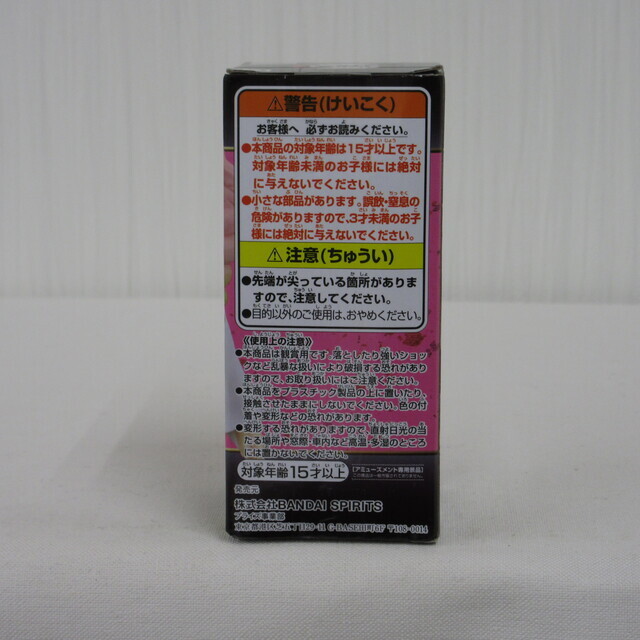 ⚠警告(けいこく)
お客様へ 必ずお読みください。
●本商品の対象年齢は15才以上です。
対象年齢未満のお子様には絶対
に与えないでください。
●小さな部品があります。誤飲・窒息の
危険がありますので、3才未満のお子
様には絶対に与えないでください。
⚠注意(ちゅうい)
●先端が尖っている箇所がありま
すので、注意してください。
●目的以外のご使用は、おやめください。
《使用上の注意》
●本商品は観賞用です。落としたり強いショッ
クなど乱暴な扱いにより破損する恐れがあり
ますので、お取り扱いにはご注意ください。
●本商品をプラスチック製品の上に置いたり、
接触させたままにしないでください。色の付
着や変形などの恐れがあります。
●変形する恐れがありますので、直射日光の当
たる場所や窓際・車内など高温・多湿のところ
には置かないでください。
対象年齢15才以上
【アミューズメント専用景品】
発売元
株式会社BANDAI SPIRITS
プライズ事業部